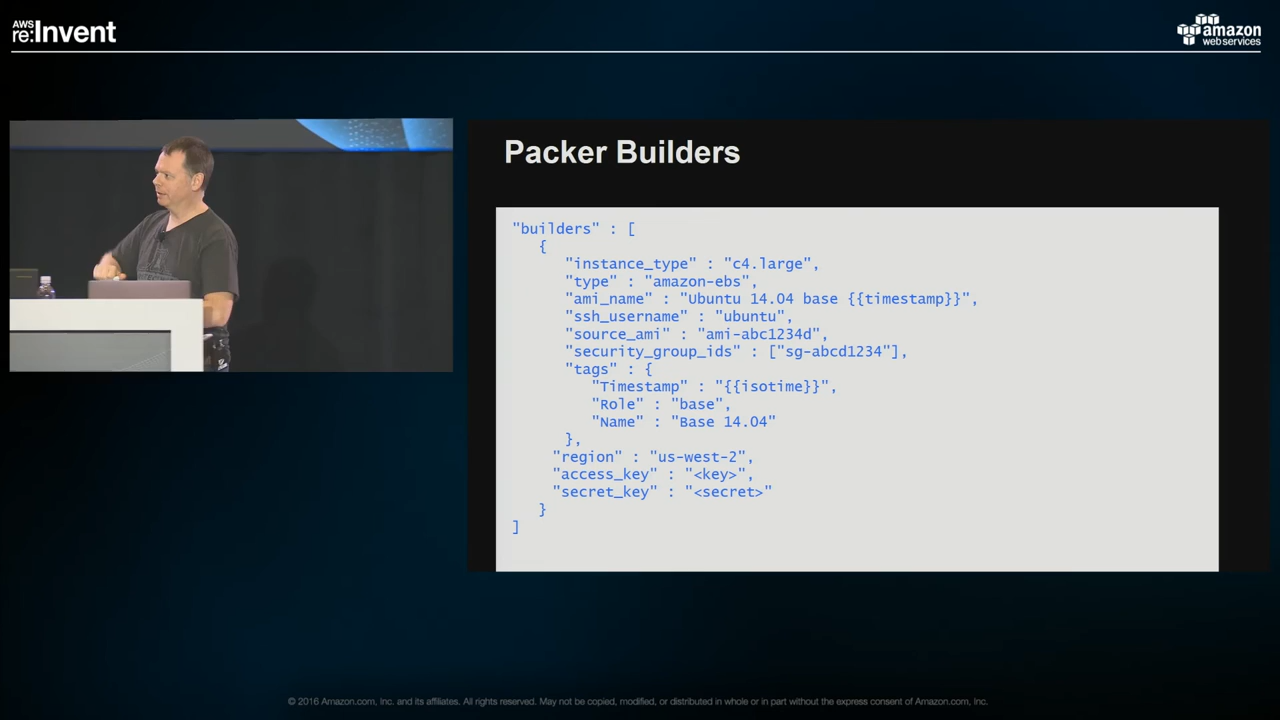 AWS
re:Invent
amazon
web services
Packer Builders
"builders" : [
{
"instance_type" : "c4.large",
"type" : "amazon-ebs",
"ami_name" : "Ubuntu 14.04 base {{timestamp}}",
"ssh_username" : "ubuntu",
"source_ami" : "ami-abc1234d",
"security_group_ids" : ["sg-abcd1234"],
"tags" : {
"Timestamp" : "{{isotime}}",
"Role" : "base",
"Name" : "Base 14.04"
},
"region" : "us-west-2",
"access_key" : "<key>",
"secret_key" : "<secret>"
}
]
© 2016 Amazon.com, Inc. and its affiliates. All rights reserved. May not be copied, modified, or distributed in whole or in part without the express consent of Amazon.com, Inc.